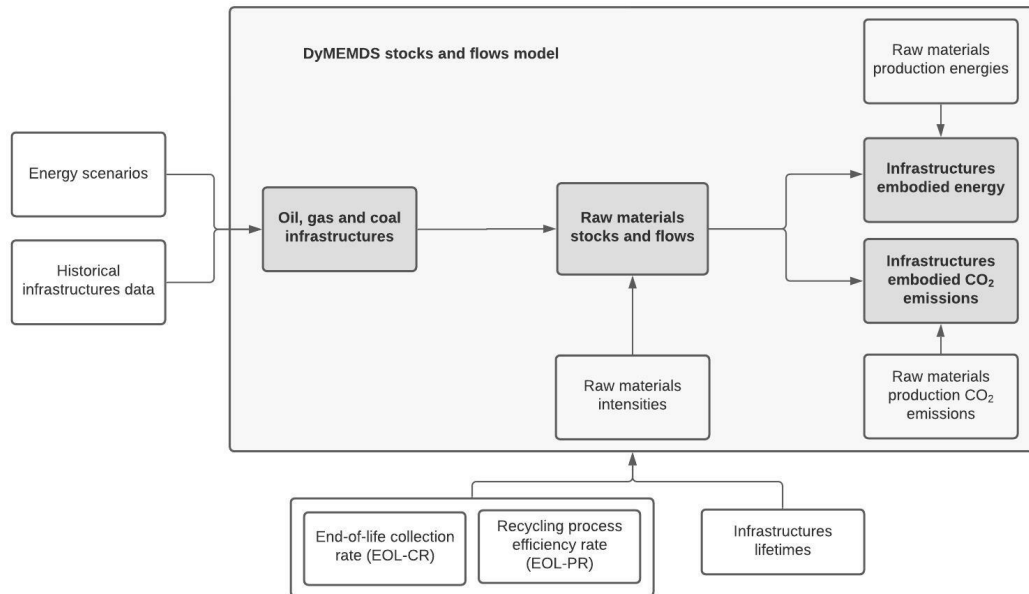 DyMEMDS stocks and flows model
Raw materials
production energies
Energy scenarios
Infrastructures
embodied energy
Oil, gas and coal
infrastructures
Raw materials
stocks and flows
Historical
infrastructures data
Infrastructures
embodied CO₂
emissions
Raw materials
intensities
Raw materials
production CO₂
emissions
End-of-life collection
rate (EOL-CR)
Recycling process
efficiency rate
(EOL-PR)
Infrastructures
lifetimes